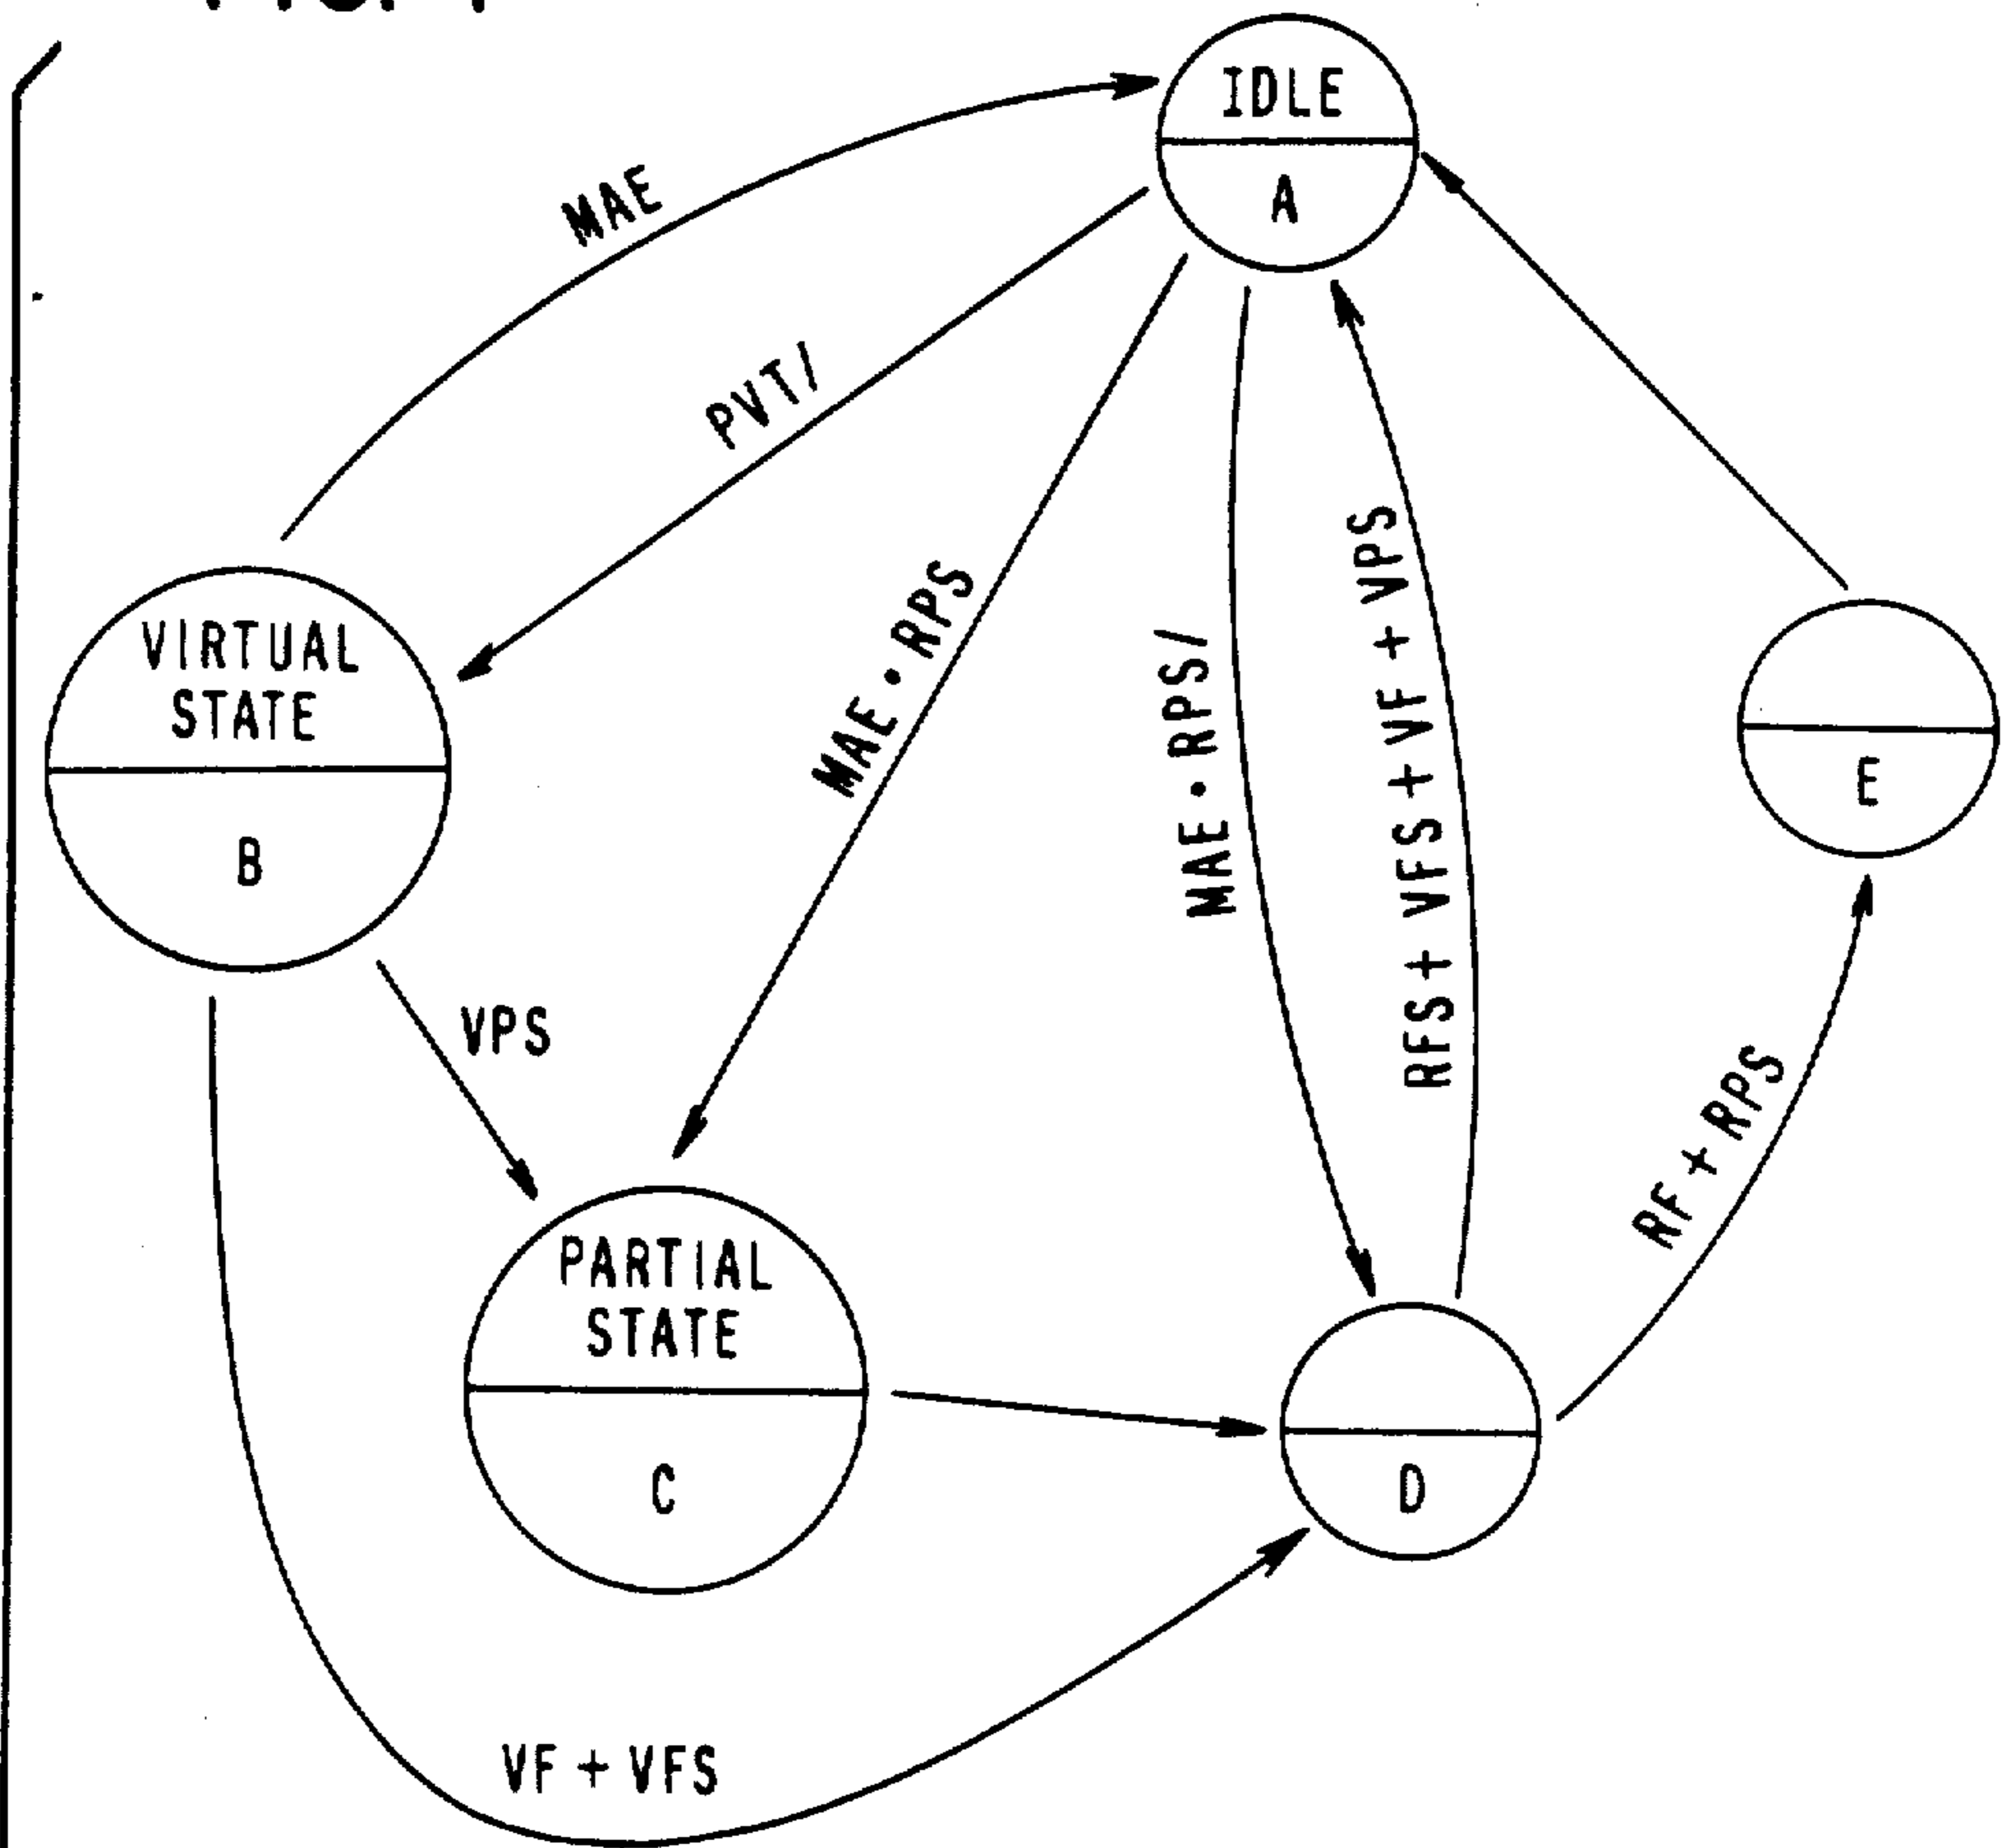 IDLE
A
MAE
PVT/
MAE·RPS
MAE·RPS/
RFS+ VFS+VF + VPS
VIRTUAL
STATE
B
E
VPS
RF + RPS
PARTIAL
STATE
C
D
VF + VFS